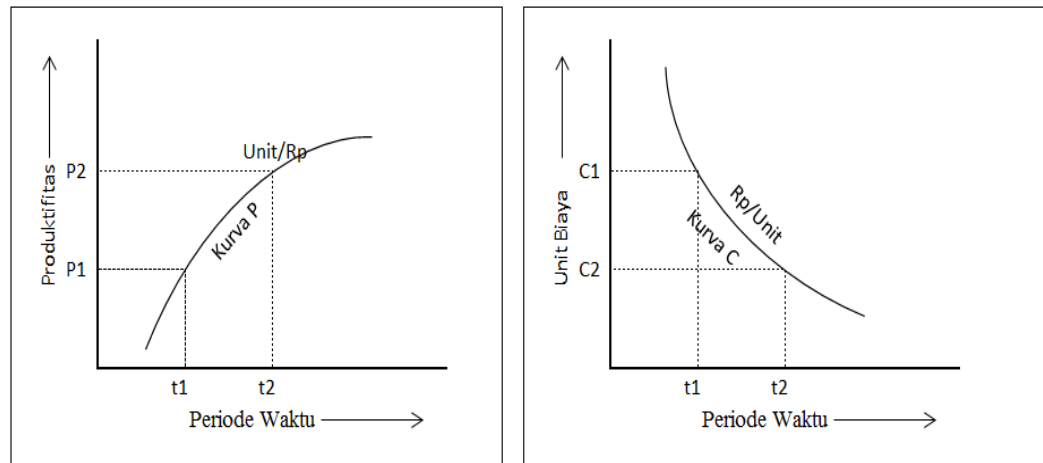 Produktifitas
P2
P1
Unit/Rp
Kurva P
t1
t2
Periode Waktu
Unit Biaya
C1
C2
Rp/Unit
Kurva C
t1
t2
Periode Waktu